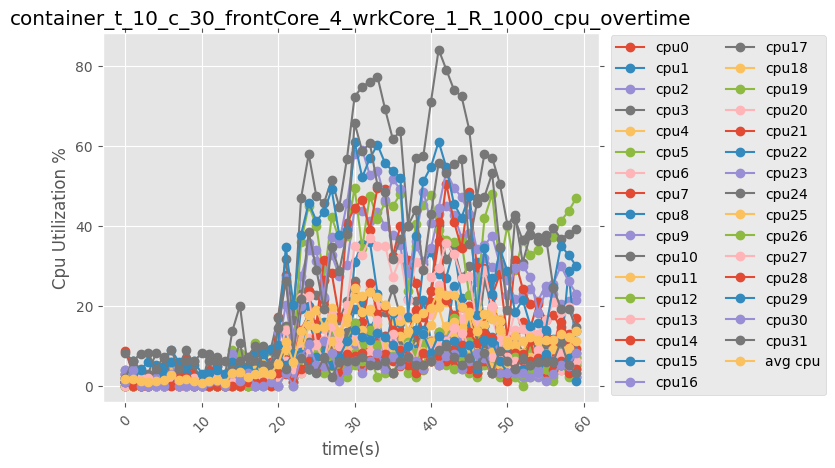 container_t_10_c_30_frontCore_4_wrkCore_1_R_1000_cpu_overtime
80
60
40
20
0
Cpu Utilization %
0
10
20
30
40
50
60
time(s)
cpu0
cpu1
cpu2
cpu3
cpu4
cpu5
cpu6
cpu7
cpu8
cpu9
cpu10
cpu11
cpu12
cpu13
cpu14
cpu15
cpu16
cpu17
cpu18
cpu19
cpu20
cpu21
cpu22
cpu23
cpu24
cpu25
cpu26
cpu27
cpu28
cpu29
cpu30
cpu31
avg cpu